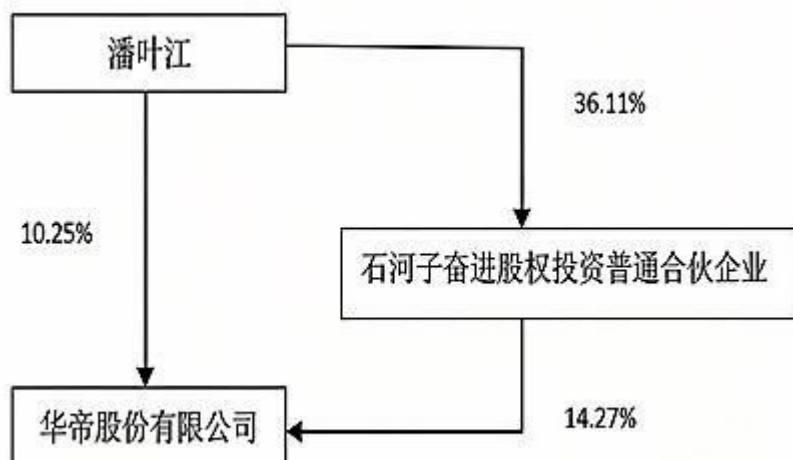 潘叶江
36.11%
10.25%
石河子奋进股权投资普通合伙企业
华帝股份有限公司
14.27%